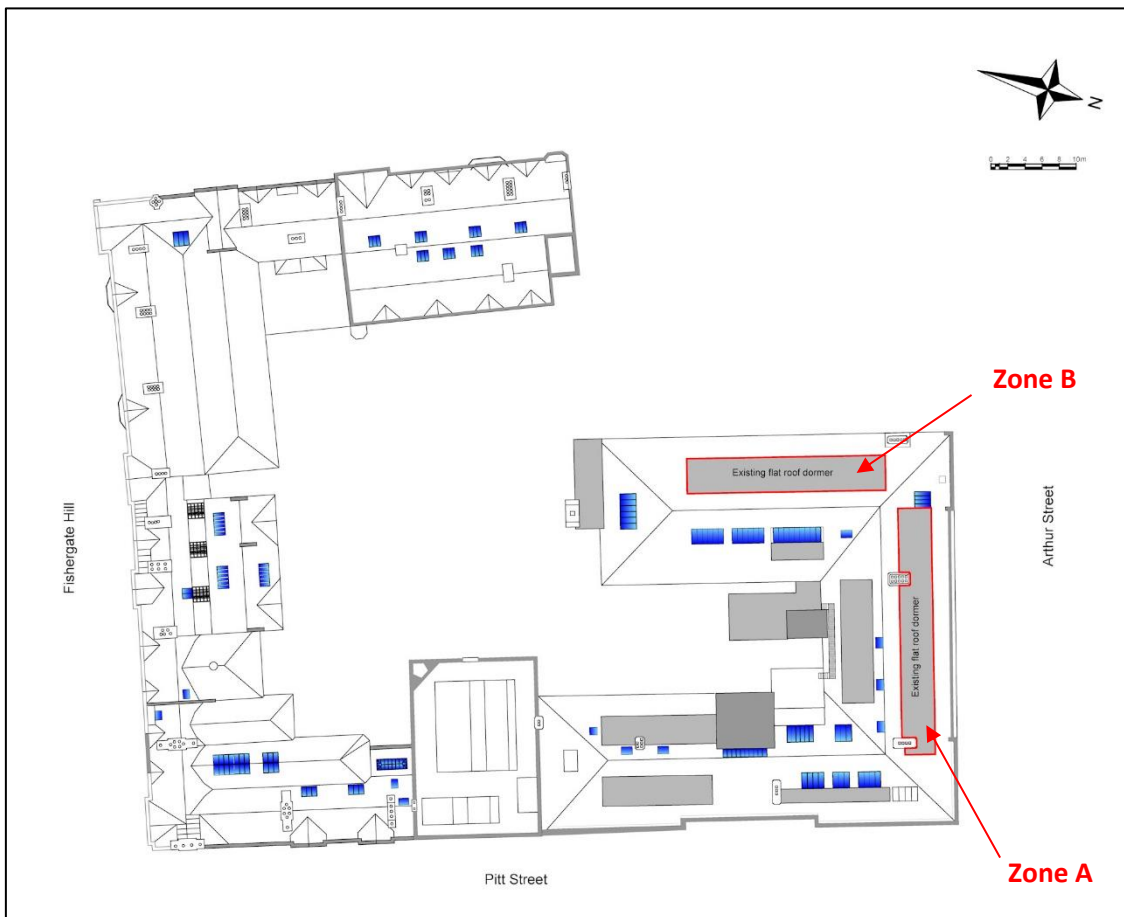 N
0 2 4 6 8 10m
Zone B
Existing flat roof dormer
Fishergate Hill
Arthur Street
Existing flat roof dormer
Pitt Street
Zone A